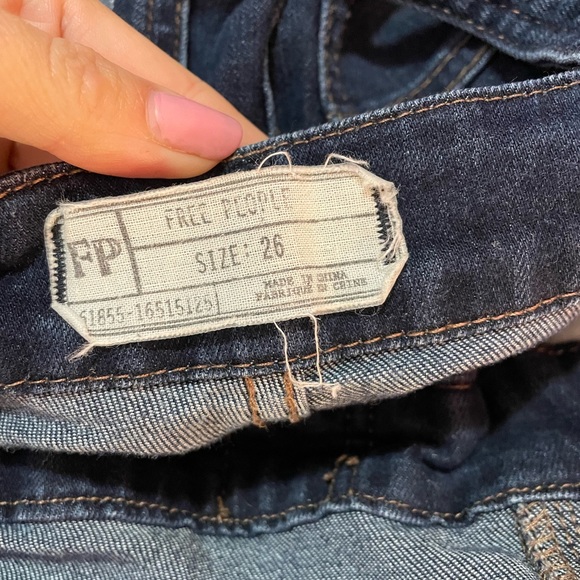 FP
FREE PEOPLE
SIZE: 26
51855-16515125
MADE IN CHINA
FABRIQUE EN CHINE